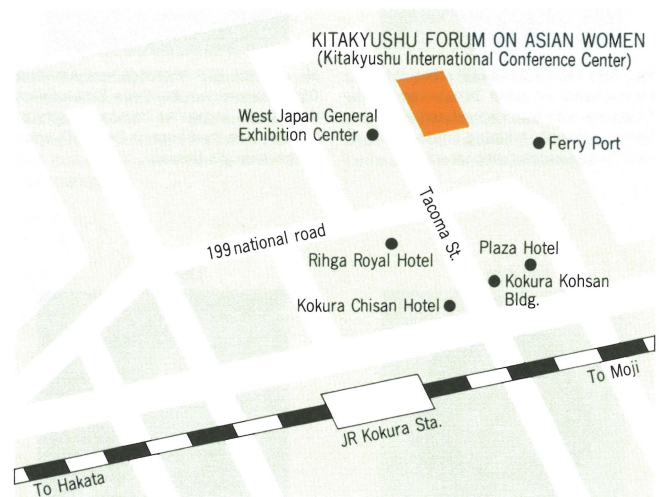 KITAKYUSHU FORUM ON ASIAN WOMEN
(Kitakyushu International Conference Center)
West Japan General
Exhibition Center
Ferry Port
Tacoma St.
199 national road
Rihga Royal Hotel
Plaza Hotel
Kokura Kohsan
Bldg.
Kokura Chisan Hotel
To Moji
JR Kokura Sta.
To Hakata